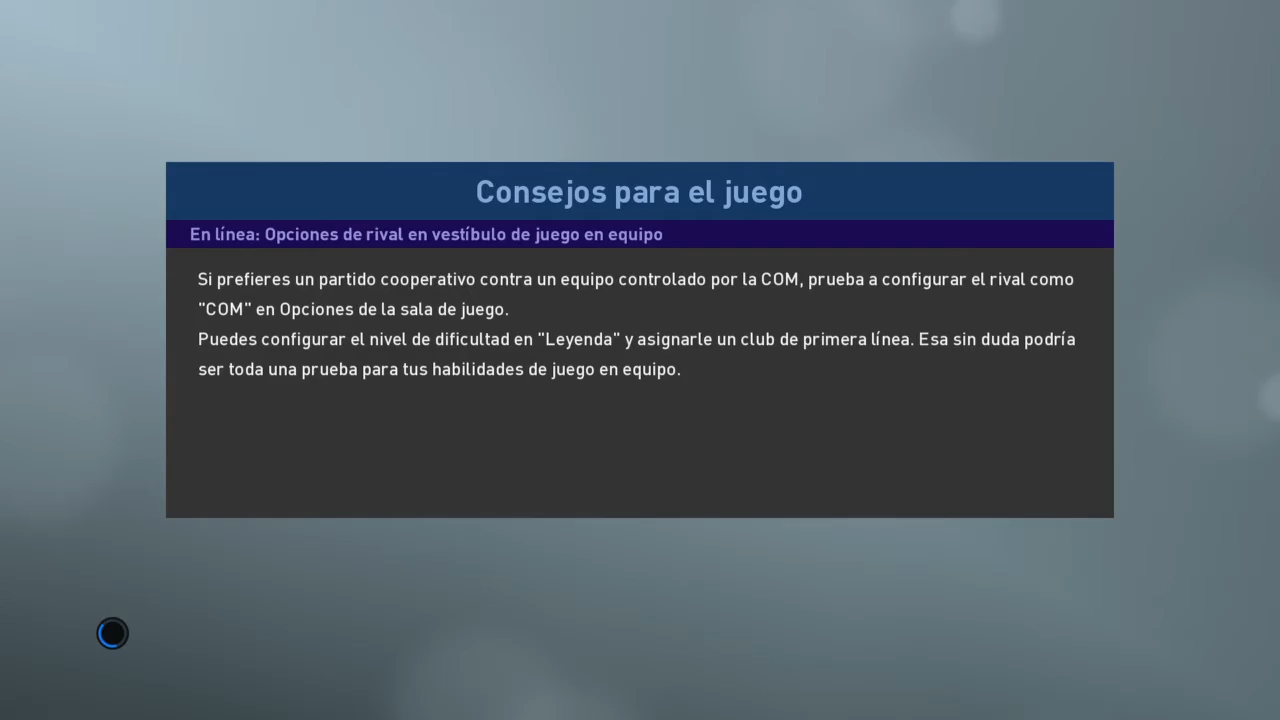 Consejos para el juego
En línea: Opciones de rival en vestíbulo de juego en equipo
Si prefieres un partido cooperativo contra un equipo controlado por la COM, prueba a configurar el rival como
"COM" en Opciones de la sala de juego.
Puedes configurar el nivel de dificultad en "Leyenda" y asignarle un club de primera línea. Esa sin duda podría
ser toda una prueba para tus habilidades de juego en equipo.